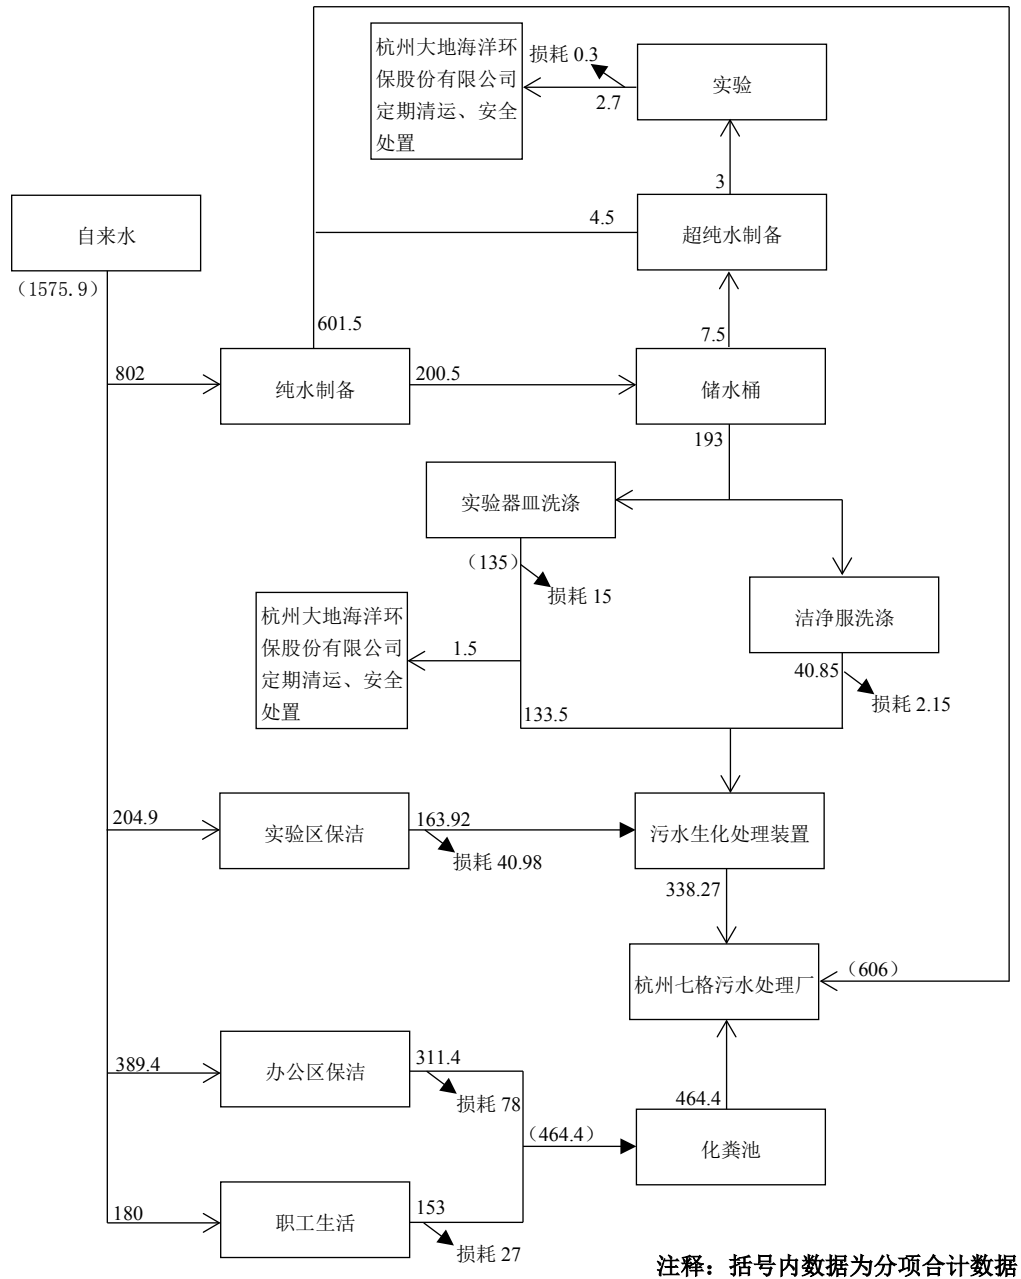 杭州大地海洋环
保股份有限公司
定期清运、安全
处置
损耗 0.3
2.7
实验
3
4.5
超纯水制备
自来水
（1575.9）
601.5
7.5
802
纯水制备
200.5
储水桶
193
实验器皿洗涤
（135）
损耗 15
洁净服洗涤
杭州大地海洋环
保股份有限公司
定期清运、安全
处置
1.5
40.85
损耗 2.15
133.5
204.9
实验区保洁
163.92
损耗 40.98
污水生化处理装置
338.27
杭州七格污水处理厂
（606）
389.4
办公区保洁
311.4
损耗 78
464.4
（464.4）
化粪池
180
职工生活
153
损耗 27
注释：括号内数据为分项合计数据